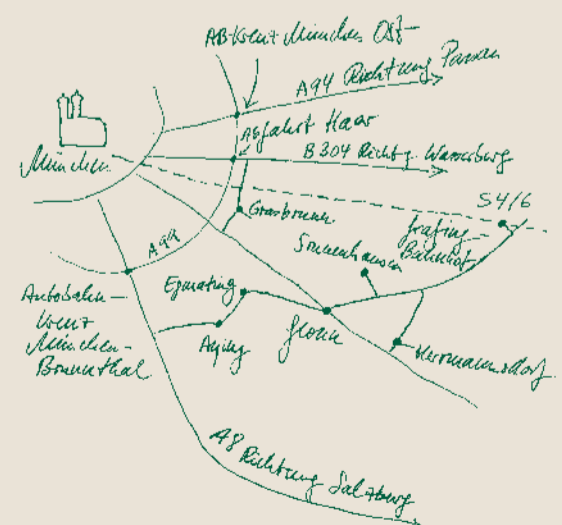 AB-Kreuz München Ost
A94 Richtung Passau
Abfahrt Haar
B 304 Richtg. Wasserburg
München
S4/6
Grasbrunn
Grafing-
Bahnhof
Sonnenhausen
A99
Egmating
Autobahn-
kreuz
München-
Brunnthal
Aying
Glonn
Herrmannsdorf
A8 Richtung Salzburg